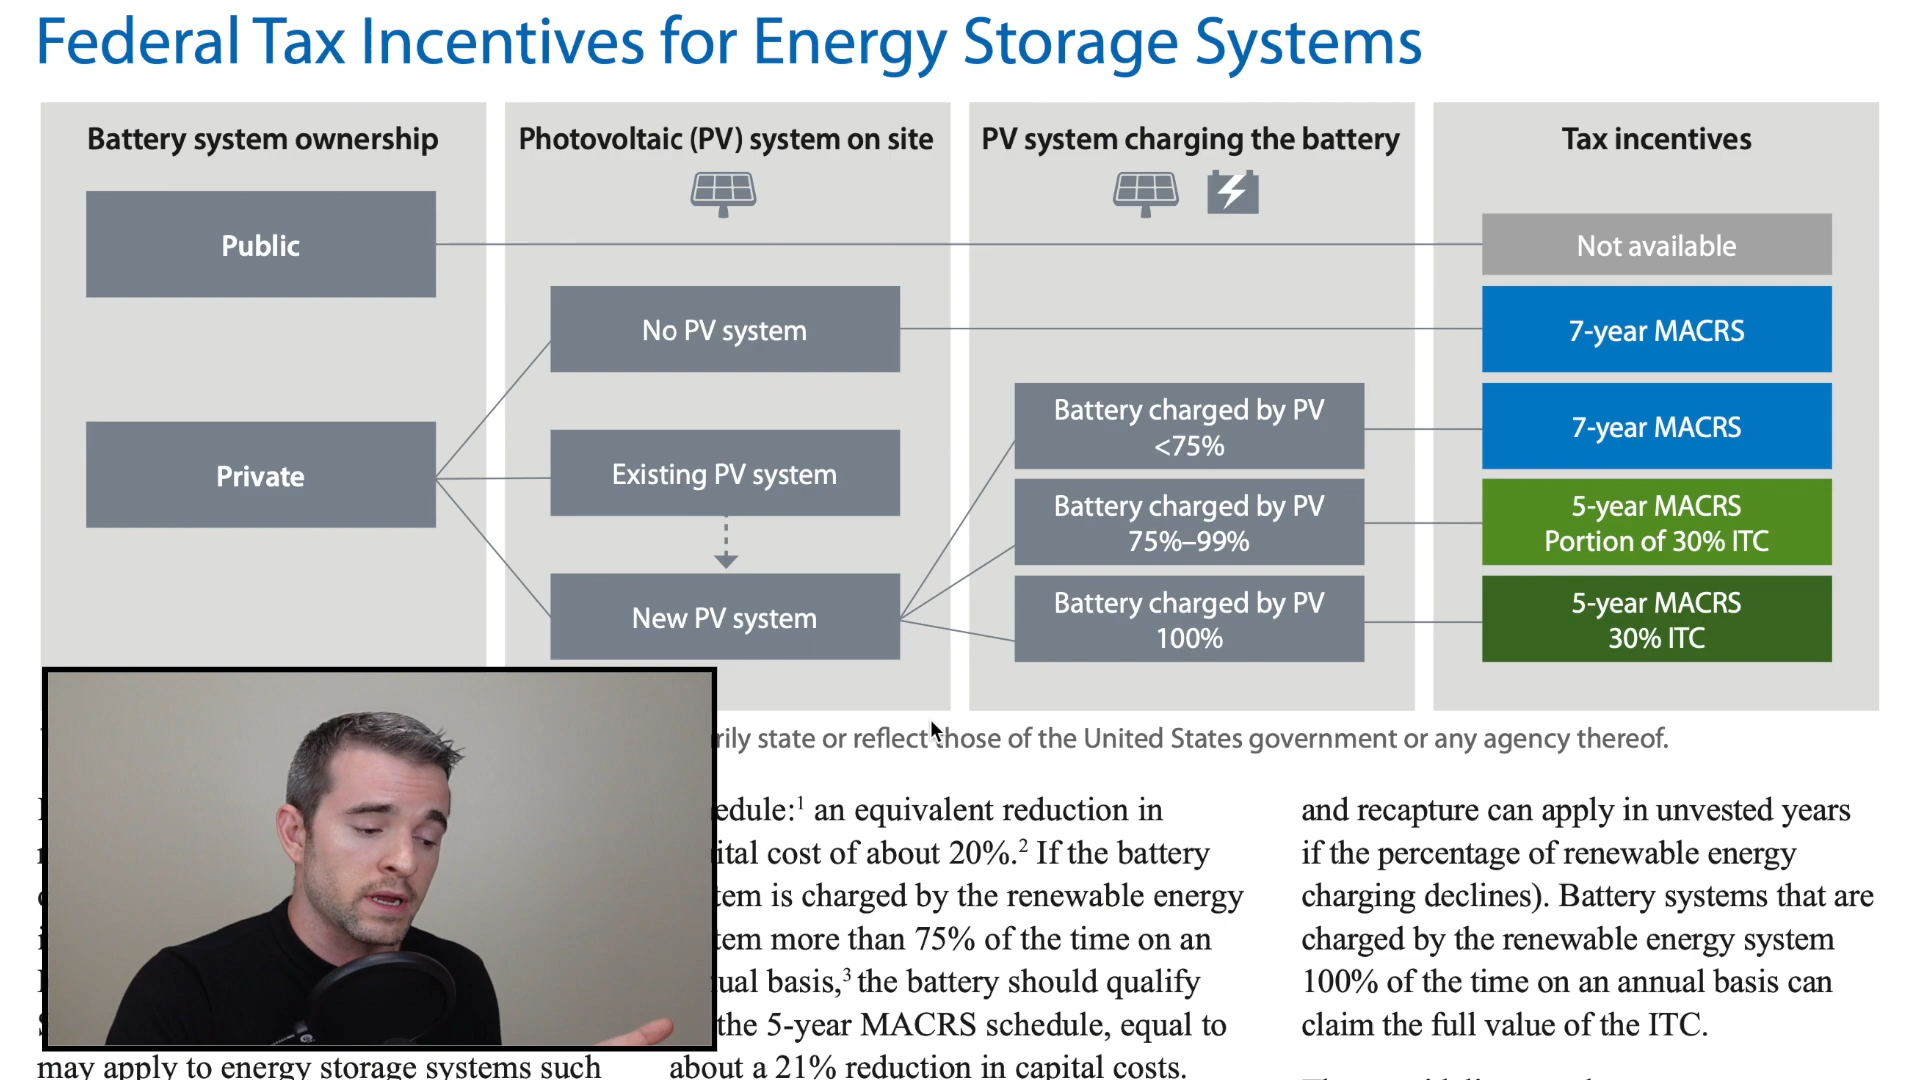 Federal Tax Incentives for Energy Storage Systems
Battery system ownership
Public
Private
Photovoltaic (PV) system on site
No PV system
Existing PV system
New PV system
PV system charging the battery
Battery charged by PV
<75%
Battery charged by PV
75%–99%
Battery charged by PV
100%
Tax incentives
Not available
7-year MACRS
7-year MACRS
5-year MACRS
Portion of 30% ITC
5-year MACRS
30% ITC
state or reflect those of the United States government or any agency thereof.
may apply to energy storage systems such
an equivalent reduction in
cost of about 20%.² If the battery
is charged by the renewable energy
more than 75% of the time on an
basis,³ the battery should qualify
the 5-year MACRS schedule, equal to
about a 21% reduction in capital costs.
and recapture can apply in unvested years
if the percentage of renewable energy
charging declines). Battery systems that are
charged by the renewable energy system
100% of the time on an annual basis can
claim the full value of the ITC.